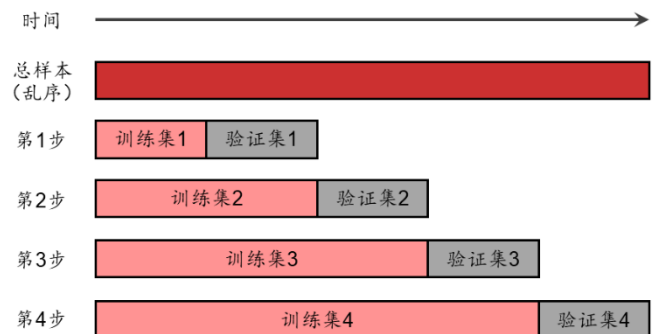 时间
总样本
（乱序）
第1步
训练集1
验证集1
第2步
训练集2
验证集2
第3步
训练集3
验证集3
第4步
训练集4
验证集4